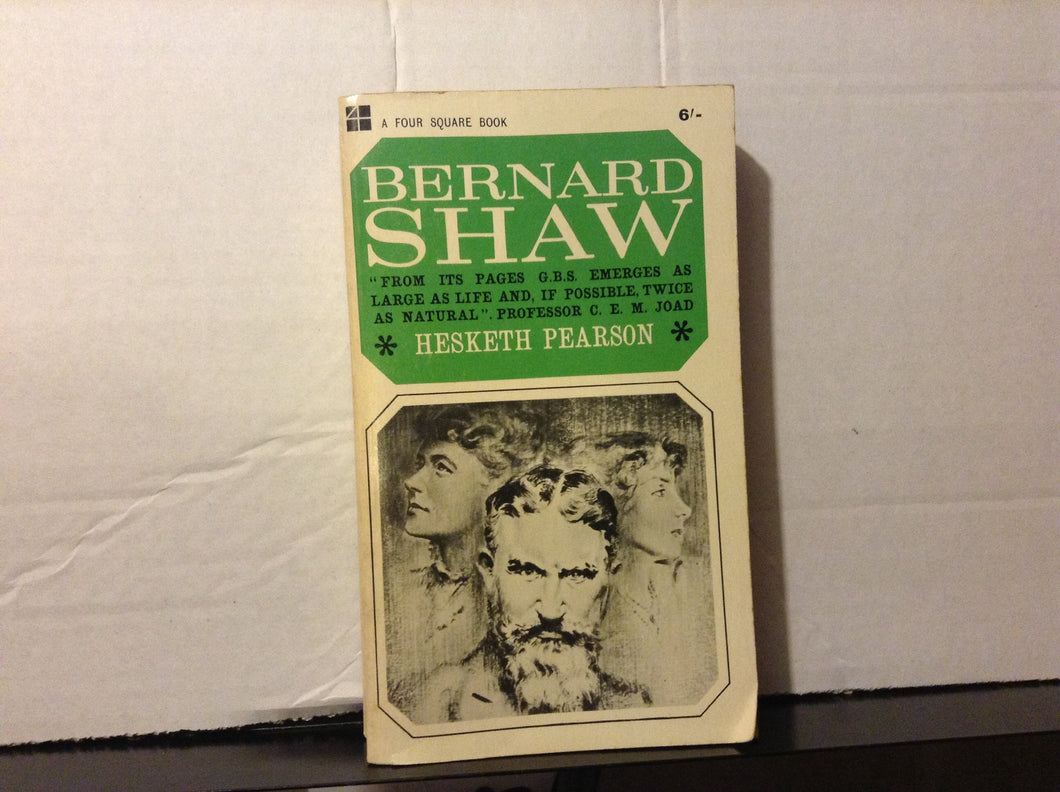 A FOUR SQUARE BOOK
6/-
BERNARD
SHAW
"FROM ITS PAGES G.B.S. EMERGES AS
LARGE AS LIFE AND, IF POSSIBLE, TWICE
AS NATURAL". PROFESSOR C. E. M. JOAD
* HESKETH PEARSON *